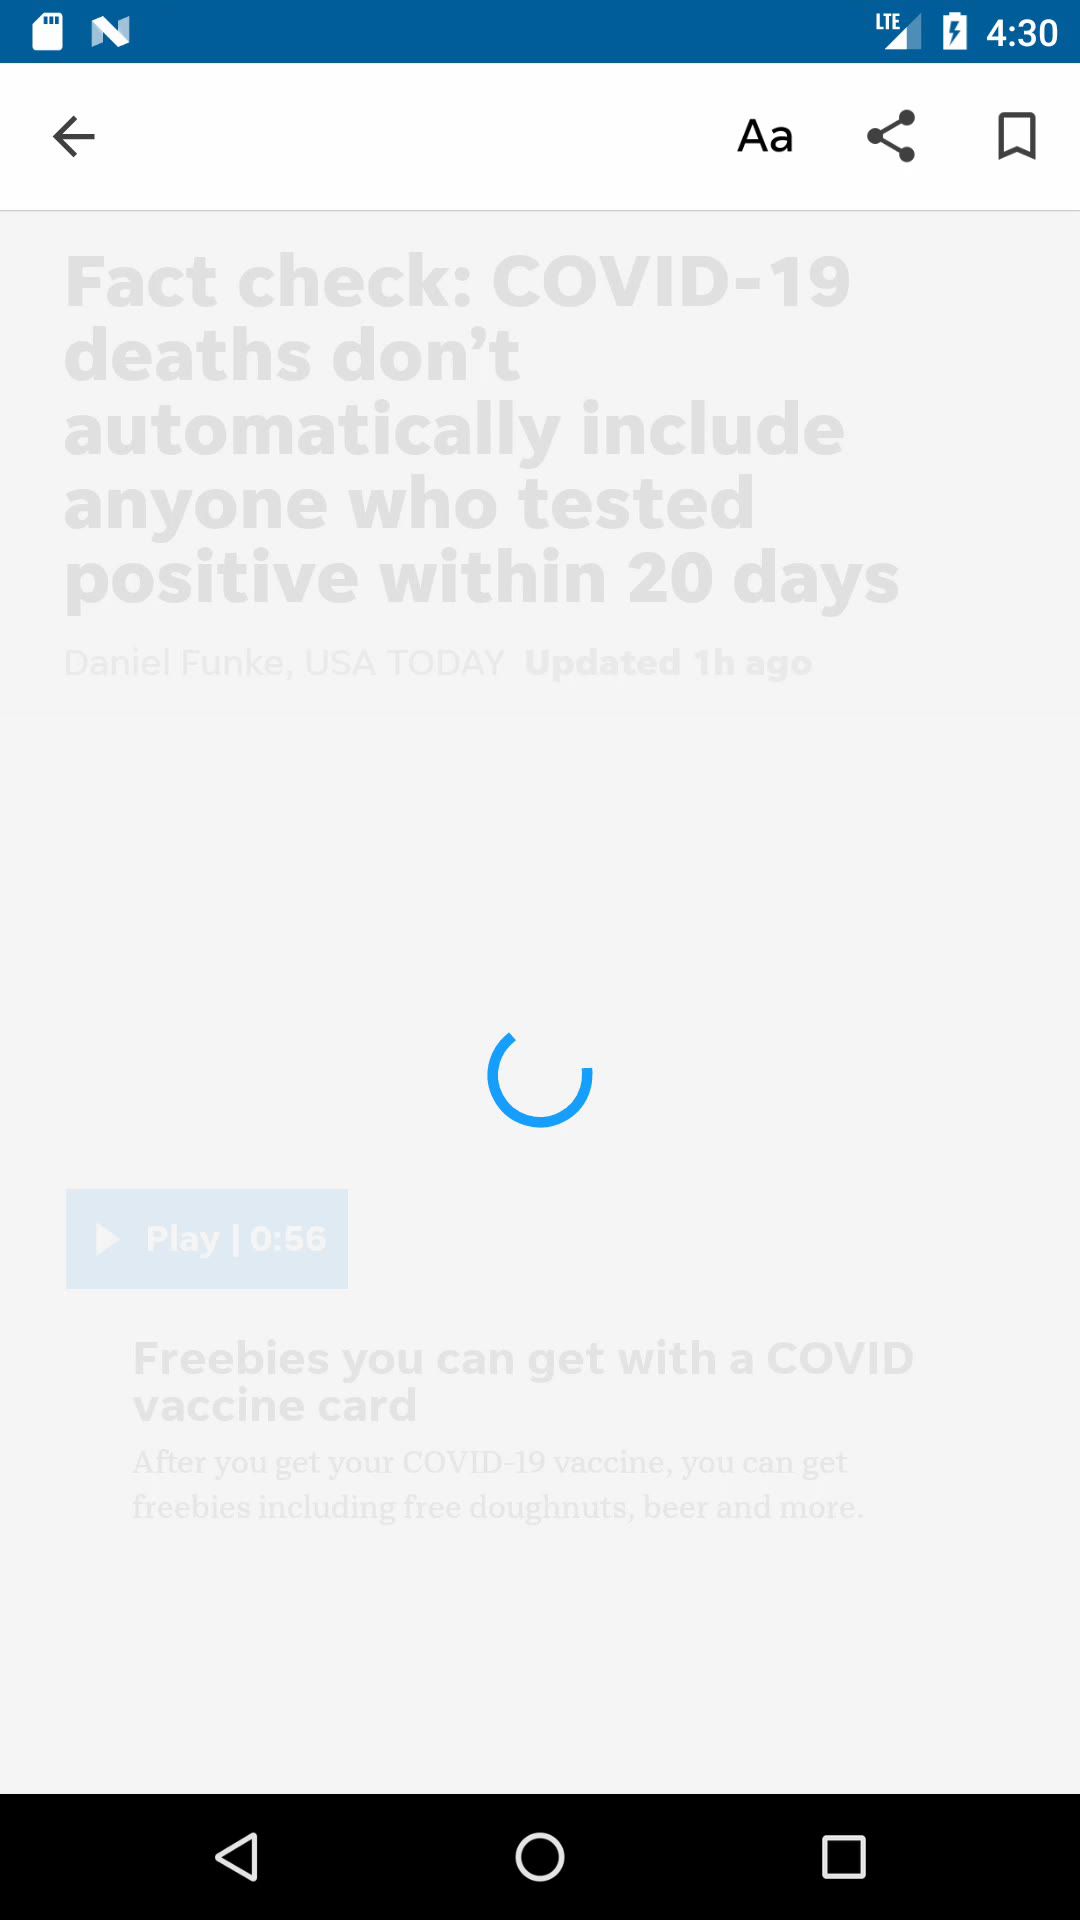 LTE 4:30
Aa
Fact check: COVID-19
deaths don’t
automatically include
anyone who tested
positive within 20 days
Daniel Funke, USA TODAY Updated 1h ago
Play | 0:56
Freebies you can get with a COVID
vaccine card
After you get your COVID-19 vaccine, you can get
freebies including free doughnuts, beer and more.